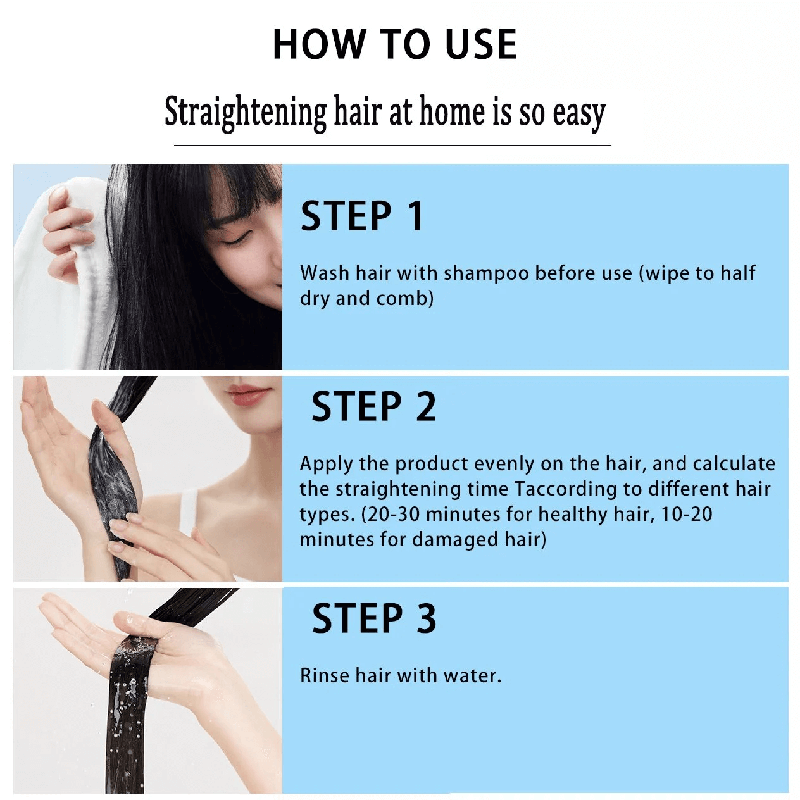 HOW TO USE
Straightening hair at home is so easy
STEP 1
Wash hair with shampoo before use (wipe to half
dry and comb)
STEP 2
Apply the product evenly on the hair, and calculate
the straightening time Taccording to different hair
types. (20-30 minutes for healthy hair, 10-20
minutes for damaged hair)
STEP 3
Rinse hair with water.